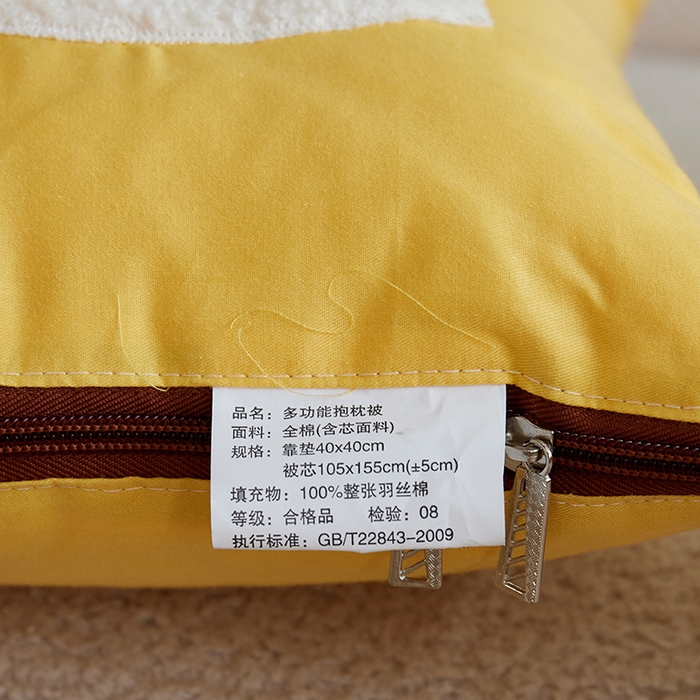 品名：多功能抱枕被
面料：全棉(含芯面料)
规格：靠垫40x40cm
被芯105x155cm(±5cm)
填充物：100%整张羽丝棉
等级：合格品 检验：08
执行标准：GB/T22843-2009